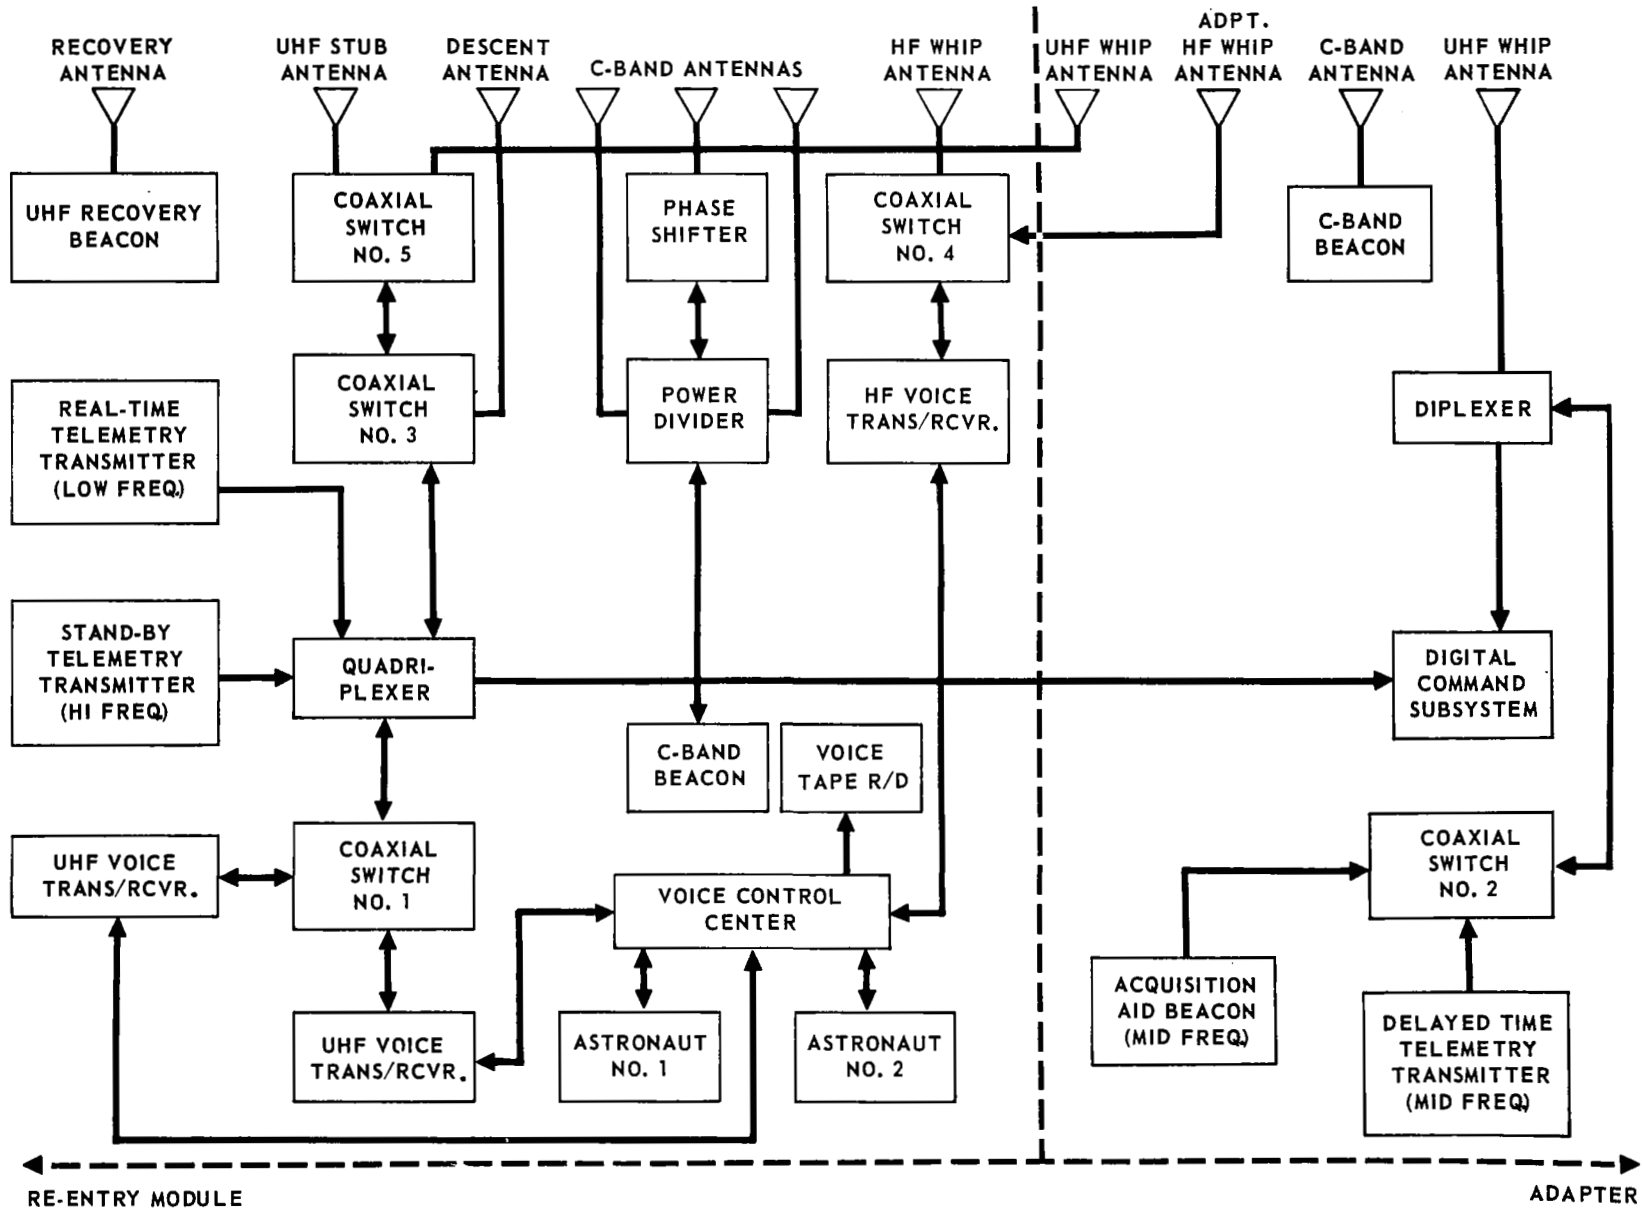 RECOVERY
ANTENNA
UHF STUB
ANTENNA
DESCENT
ANTENNA
C-BAND ANTENNAS
HF WHIP
ANTENNA
UHF WHIP
ANTENNA
ADPT.
HF WHIP
ANTENNA
C-BAND
ANTENNA
UHF WHIP
ANTENNA
UHF RECOVERY
BEACON
COAXIAL
SWITCH
NO. 5
PHASE
SHIFTER
COAXIAL
SWITCH
NO. 4
C-BAND
BEACON
REAL-TIME
TELEMETRY
TRANSMITTER
(LOW FREQ.)
COAXIAL
SWITCH
NO. 3
POWER
DIVIDER
HF VOICE
TRANS/RCVR.
DIPLEXER
STAND-BY
TELEMETRY
TRANSMITTER
(HI FREQ)
QUADRI-
PLEXER
DIGITAL
COMMAND
SUBSYSTEM
C-BAND
BEACON
VOICE
TAPE R/D
UHF VOICE
TRANS/RCVR.
COAXIAL
SWITCH
NO. 1
VOICE CONTROL
CENTER
COAXIAL
SWITCH
NO. 2
UHF VOICE
TRANS/RCVR.
ASTRONAUT
NO. 1
ASTRONAUT
NO. 2
ACQUISITION
AID BEACON
(MID FREQ.)
DELAYED TIME
TELEMETRY
TRANSMITTER
(MID FREQ)
RE-ENTRY MODULE
ADAPTER